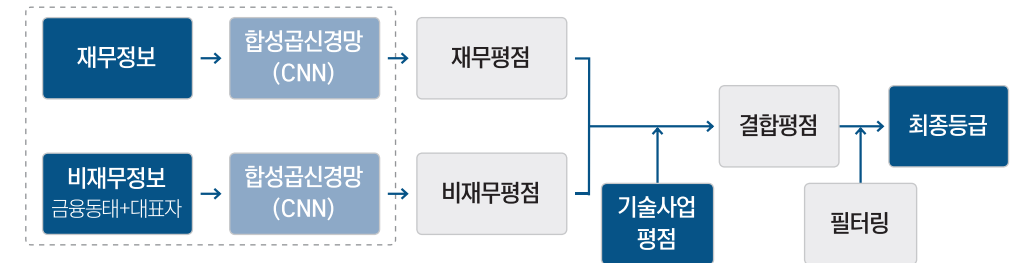 재무정보
합성곱신경망
(CNN)
재무평점
비재무정보
금융동태+대표자
합성곱신경망
(CNN)
비재무평점
기술사업
평점
결합평점
필터링
최종등급